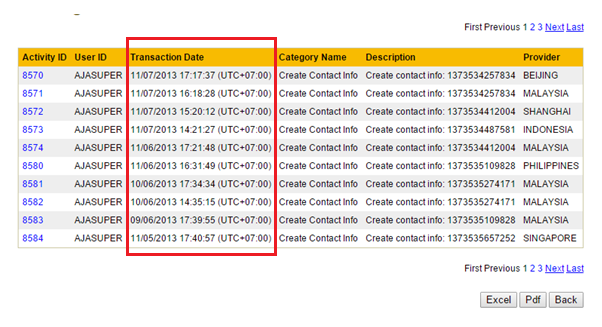 First Previous 1 2 3 Next Last
Activity ID User ID Transaction Date Category Name Description Provider
8570 AJASUPER 11/07/2013 17:17:37 (UTC+07:00) Create Contact Info Create contact info: 1373534257834 BEIJING
8571 AJASUPER 11/07/2013 16:18:28 (UTC+07:00) Create Contact Info Create contact info: 1373534257834 MALAYSIA
8572 AJASUPER 11/07/2013 15:20:12 (UTC+07:00) Create Contact Info Create contact info: 1373534412004 SHANGHAI
8573 AJASUPER 11/07/2013 14:21:27 (UTC+07:00) Create Contact Info Create contact info: 1373534487581 INDONESIA
8574 AJASUPER 11/06/2013 17:21:48 (UTC+07:00) Create Contact Info Create contact info: 1373534412004 MALAYSIA
8580 AJASUPER 11/06/2013 16:31:49 (UTC+07:00) Create Contact Info Create contact info: 1373535109828 PHILIPPINES
8581 AJASUPER 10/06/2013 17:34:34 (UTC+07:00) Create Contact Info Create contact info: 1373535274171 MALAYSIA
8582 AJASUPER 10/06/2013 14:35:15 (UTC+07:00) Create Contact Info Create contact info: 1373535274171 MALAYSIA
8583 AJASUPER 09/06/2013 17:39:55 (UTC+07:00) Create Contact Info Create contact info: 1373535109828 MALAYSIA
8584 AJASUPER 11/05/2013 17:40:57 (UTC+07:00) Create Contact Info Create contact info: 1373535657252 SINGAPORE
First Previous 1 2 3 Next Last
Excel Pdf Back